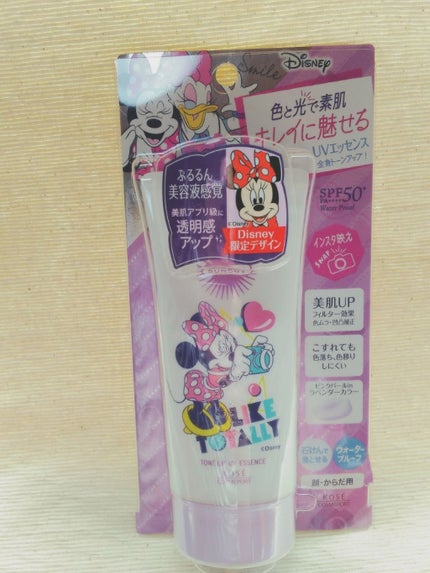 Smile
Disney
色と光で素肌
キレイに魅せる
UVエッセンス
全身トーンアップ!
SPF50+
PA++++
Water Proof
ぷるるん
美容液感覚
美肌アプリ級に
透明感
アップ
©Disney
Disney
限定デザイン
インスタ映え
SNAP
SUNCUT
美肌UP
フィルター効果
色ムラ・凹凸補正
こすれても
色落ち、色移り
しにくい
ピンクパールin
ラベンダーカラー
LIKE
TOTALLY
©Disney
TONE UP UV ESSENCE
KOSÉ
COSMEPORT
石けんで
落とせる
ウォーター
プルーフ
顔・からだ用
KOSÉ
COSMEPORT